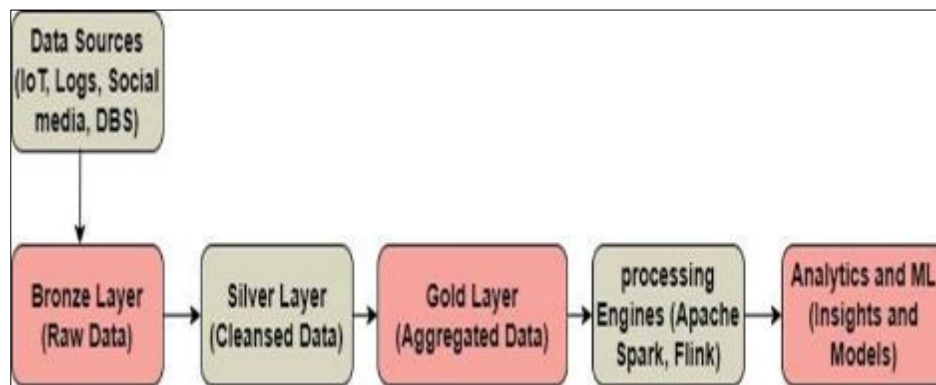 Data Sources
(IoT, Logs, Social
media, DBS)
Bronze Layer
(Raw Data)
Silver Layer
(Cleansed Data)
Gold Layer
(Aggregated Data)
processing
Engines (Apache
Spark, Flink)
Analytics and ML
(Insights and
Models)